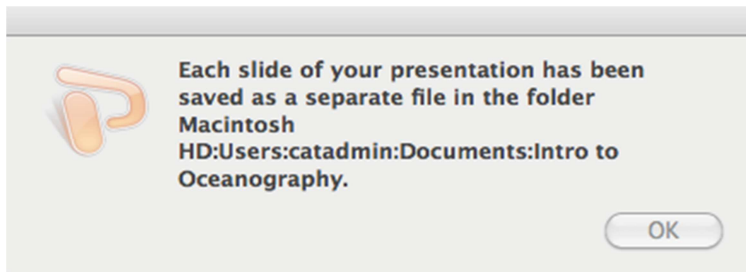 Each slide of your presentation has been
saved as a separate file in the folder
Macintosh
HD:Users:catadmin:Documents:Intro to
Oceanography.
OK